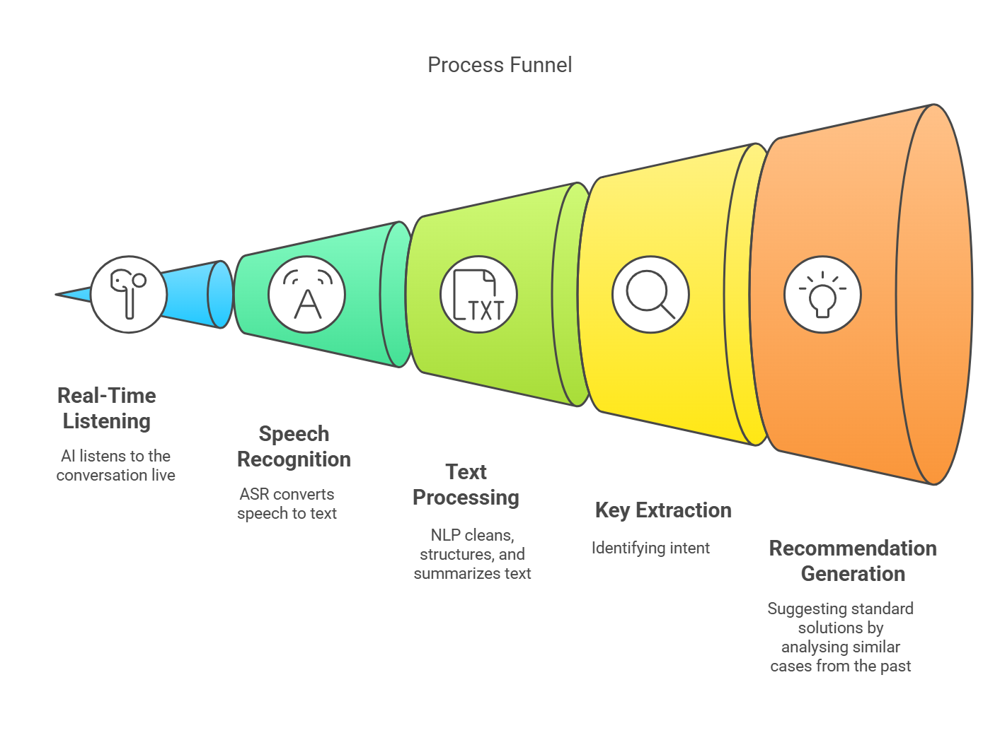 Process Funnel
A
TXT
Real-Time
Listening
AI listens to the
conversation live
Speech
Recognition
ASR converts
speech to text
Text
Processing
NLP cleans,
structures, and
summarizes text
Key Extraction
Identifying intent
Recommendation
Generation
Suggesting standard
solutions by
analysing similar
cases from the past